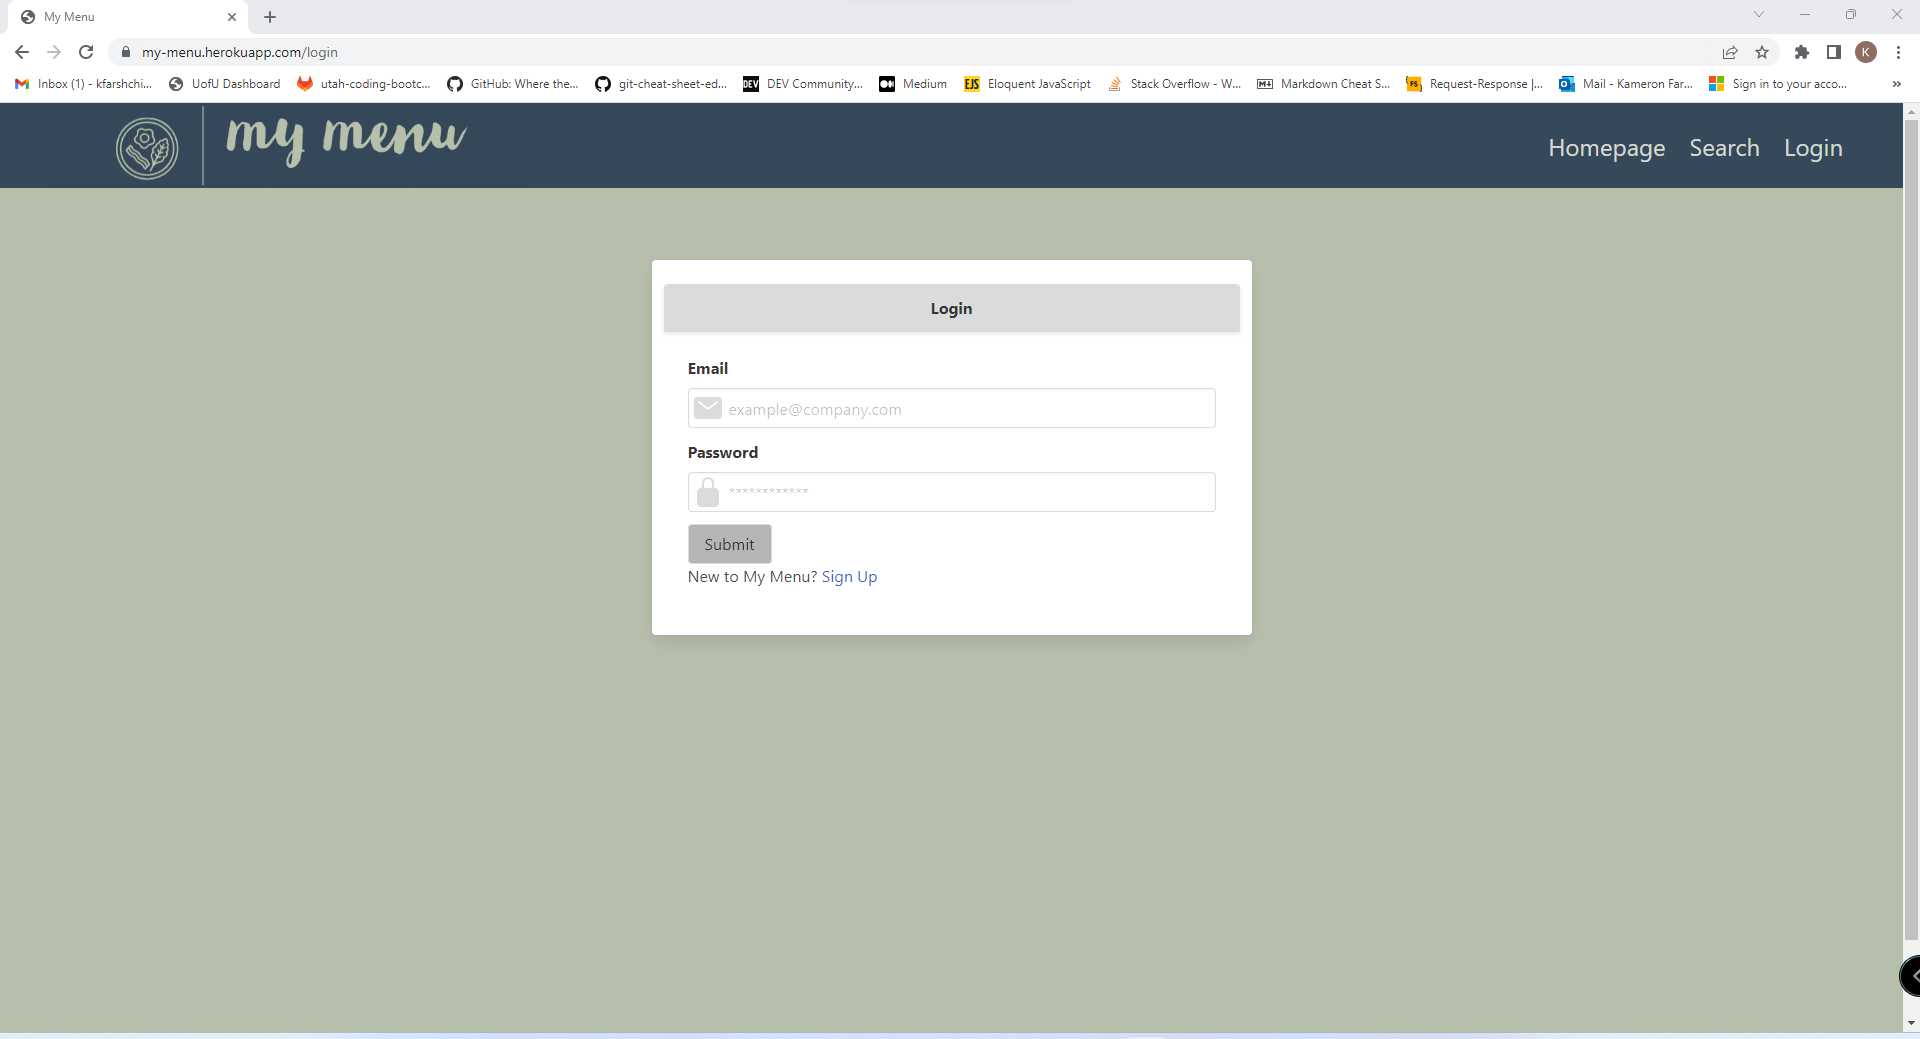 My Menu
my-menu.herokuapp.com/login
K
Inbox (1) - kfarshchi...
UofU Dashboard
utah-coding-bootc...
GitHub: Where the...
git-cheat-sheet-ed...
DEV
DEV Community...
Medium
EJS
Eloquent JavaScript
Stack Overflow - W...
Markdown Cheat S...
FS
Request-Response |...
Mail - Kameron Far...
Sign in to your acco...
»
my menu
Homepage
Search
Login
Login
Email
example@company.com
Password
************
Submit
New to My Menu? Sign Up